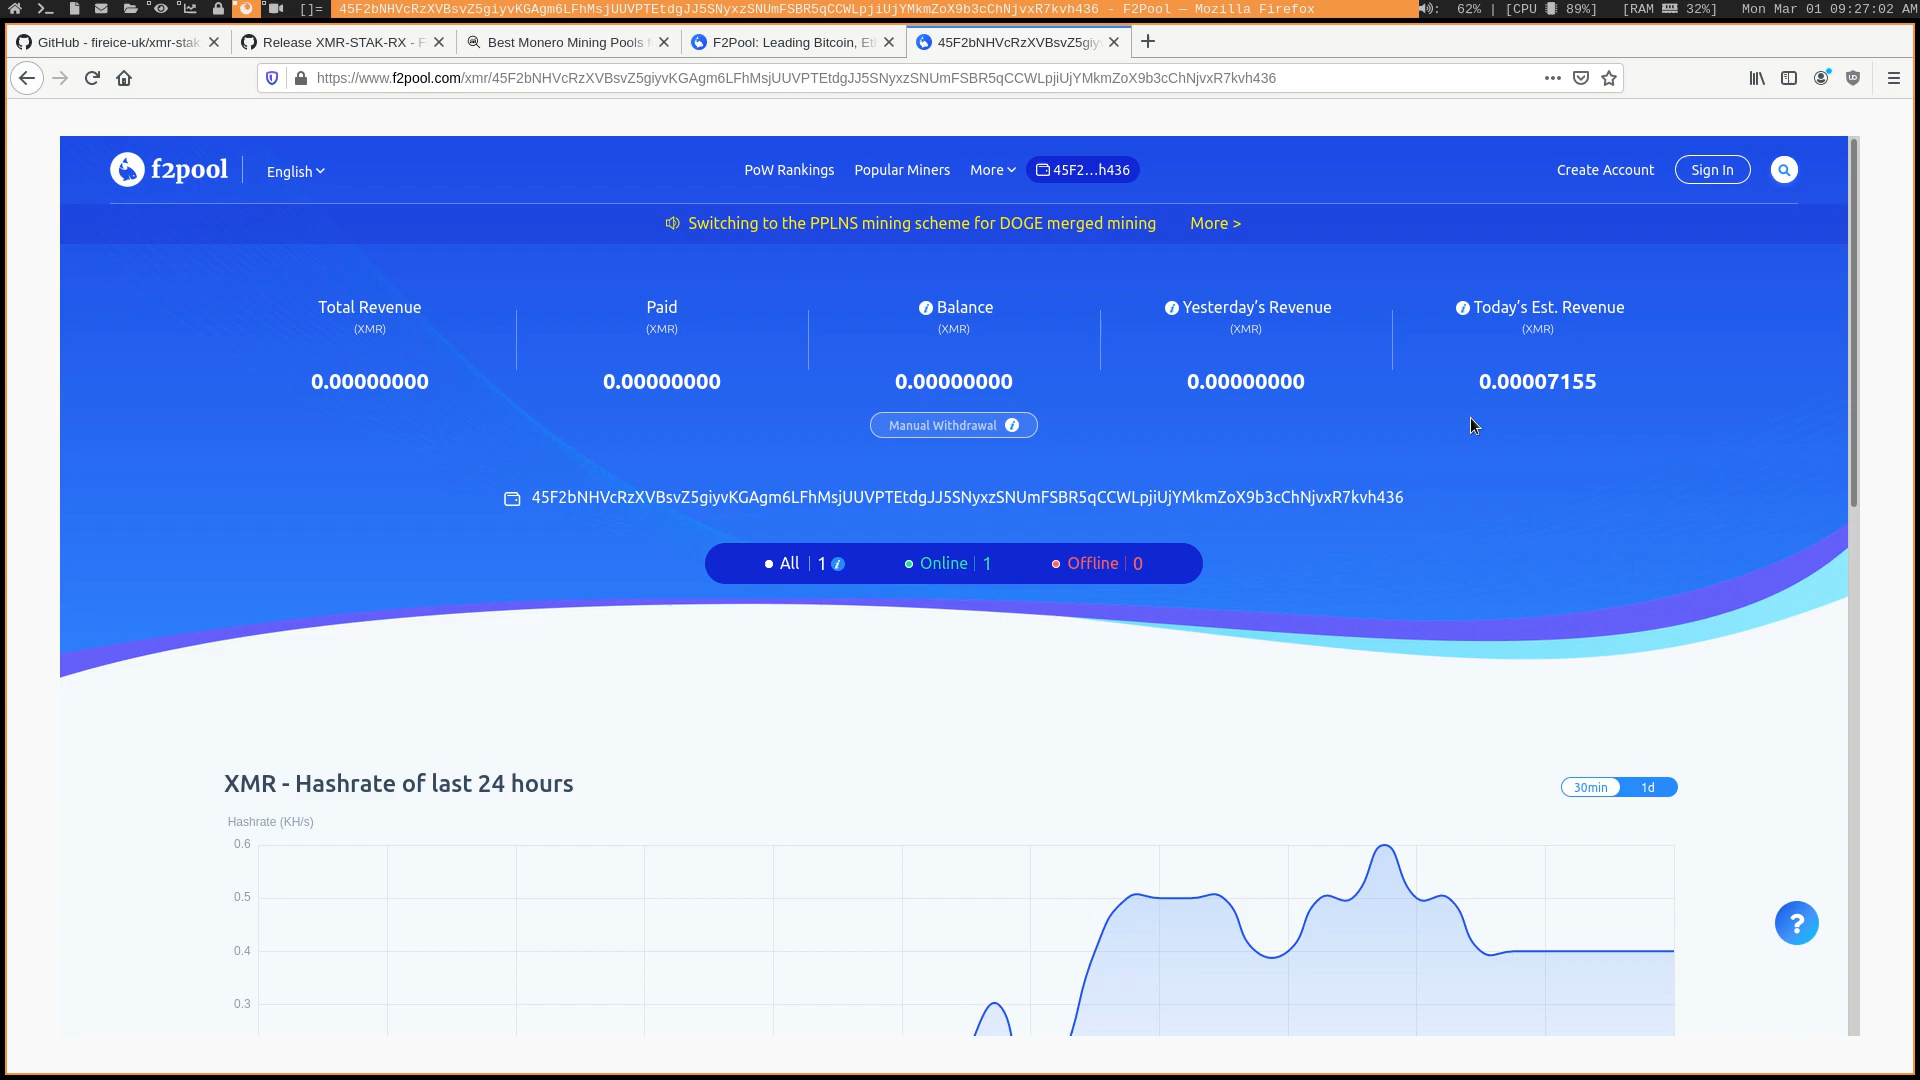 []= 45F2bNHVcRzXVBsvZ5giyvKGAgm6LFhMsjUUVPTEtdgJJ5SNyxzSNUmFSBR5qCCWLpjiUjYMkmZoX9b3cChNjvxR7kvh436 - F2Pool — Mozilla Firefox : 62% | [CPU 89%] [RAM 32%] Mon Mar 01 09:27:02 AM
GitHub - fireice-uk/xmr-stak Release XMR-STAK-RX - F Best Monero Mining Pools f F2Pool: Leading Bitcoin, Et 45F2bNHVcRzXVBsvZ5giy
https://www.f2pool.com/xmr/45F2bNHVcRzXVBsvZ5giyvKGAgm6LFhMsjUUVPTEtdgJJ5SNyxzSNUmFSBR5qCCWLpjiUjYMkmZoX9b3cChNjvxR7kvh436
f2pool English PoW Rankings Popular Miners More 45F2...h436 Create Account Sign In
Switching to the PPLNS mining scheme for DOGE merged mining More >
Total Revenue Paid Balance Yesterday's Revenue Today's Est. Revenue
(XMR) (XMR) (XMR) (XMR) (XMR)
0.00000000 0.00000000 0.00000000 0.00000000 0.00007155
Manual Withdrawal
45F2bNHVcRzXVBsvZ5giyvKGAgm6LFhMsjUUVPTEtdgJJ5SNyxzSNUmFSBR5qCCWLpjiUjYMkmZoX9b3cChNjvxR7kvh436
All | 1 Online | 1 Offline | 0
XMR - Hashrate of last 24 hours 30min 1d
Hashrate (KH/s)
0.6
0.5
?
0.4
0.3